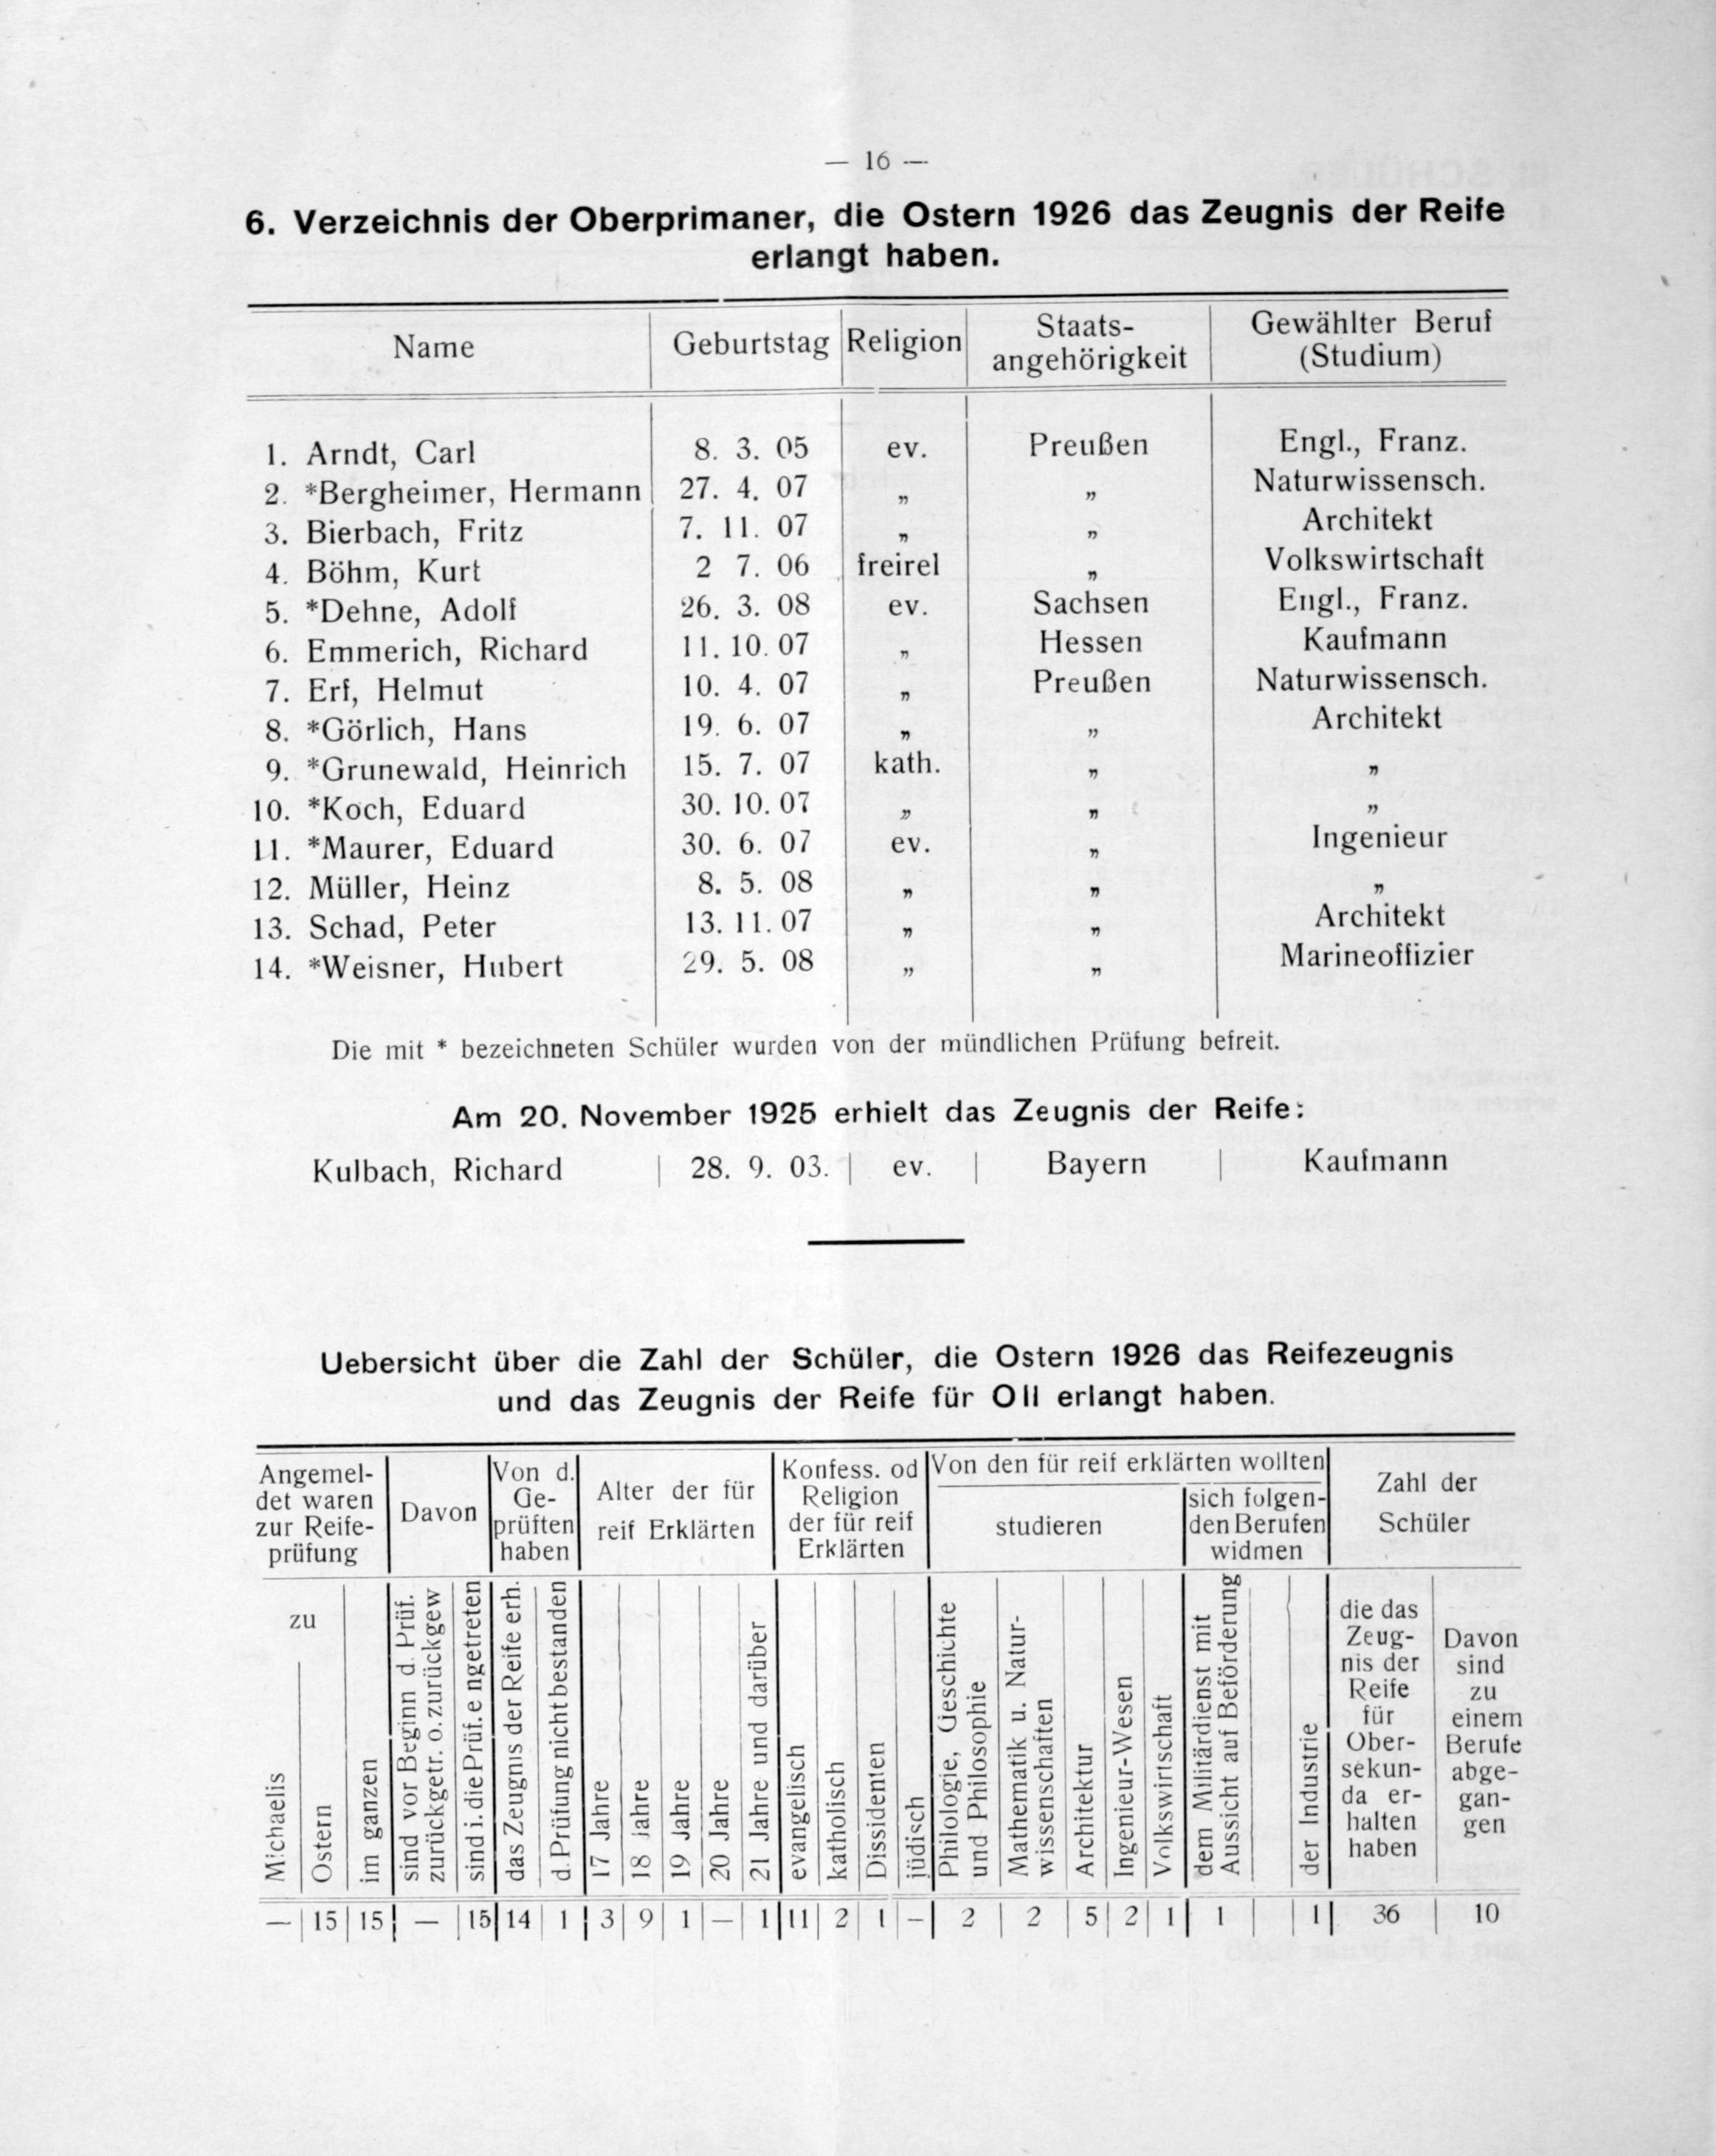 — 16 —
6. Verzeichnis der Oberprimaner, die Ostern 1926 das Zeugnis der Reife
erlangt haben.
Name | Geburtstag | Religion | Staats-angehörigkeit | Gewählter Beruf (Studium)
1. Arndt, Carl | 8. 3. 05 | ev. | Preußen | Engl., Franz.
2. *Bergheimer, Hermann | 27. 4. 07 | „ | „ | Naturwissensch.
3. Bierbach, Fritz | 7. 11. 07 | „ | „ | Architekt
4. Böhm, Kurt | 2 7. 06 | freirel | „ | Volkswirtschaft
5. *Dehne, Adolf | 26. 3. 08 | ev. | Sachsen | Engl., Franz.
6. Emmerich, Richard | 11. 10. 07 | „ | Hessen | Kaufmann
7. Erf, Helmut | 10. 4. 07 | „ | Preußen | Naturwissensch.
8. *Görlich, Hans | 19. 6. 07 | „ | „ | Architekt
9. *Grunewald, Heinrich | 15. 7. 07 | kath. | „ | „
10. *Koch, Eduard | 30. 10. 07 | „ | „ | „
11. *Maurer, Eduard | 30. 6. 07 | ev. | „ | Ingenieur
12. Müller, Heinz | 8. 5. 08 | „ | „ | „
13. Schad, Peter | 13. 11. 07 | „ | „ | Architekt
14. *Weisner, Hubert | 29. 5. 08 | „ | „ | Marineoffizier
Die mit * bezeichneten Schüler wurden von der mündlichen Prüfung befreit.
Am 20. November 1925 erhielt das Zeugnis der Reife:
Kulbach, Richard | 28. 9. 03. | ev. | Bayern | Kaufmann
Uebersicht über die Zahl der Schüler, die Ostern 1926 das Reifezeugnis
und das Zeugnis der Reife für OII erlangt haben.
Angemel-
det waren
zur Reife-
prüfung
Davon
Von d.
Ge-
prüften
haben
Alter der für
reif Erklärten
Konfess. od
Religion
der für reif
Erklärten
Von den für reif erklärten wollten
studieren
sich folgen-
den Berufen
widmen
Zahl der
Schüler
zu
Michaelis
Ostern
im ganzen
sind vor Beginn d. Prüf.
zurückgetr. o. zurückgew
sind i. die Prüf. e ngetreten
das Zeugnis der Reife erh.
d. Prüfung nicht bestanden
17 Jahre
18 Jahre
19 Jahre
20 Jahre
21 Jahre und darüber
evangelisch
katholisch
Dissidenten
jüdisch
Philologie, Geschichte
und Philosophie
Mathematik u. Natur-
wissenschaften
Architektur
Ingenieur-Wesen
Volkswirtschaft
dem Militärdienst mit
Aussicht auf Beförderung
der Industrie
die das
Zeug-
nis der
Reife
für
Ober-
sekun-
da er-
halten
haben
Davon
sind
zu
einem
Berufe
abge-
gan-
gen
— | 15 | 15 | — | 15 | 14 | 1 | 3 | 9 | 1 | — | 1 | 11 | 2 | 1 | — | 2 | 2 | 5 | 2 | 1 | 1 | | 1 | 36 | 10